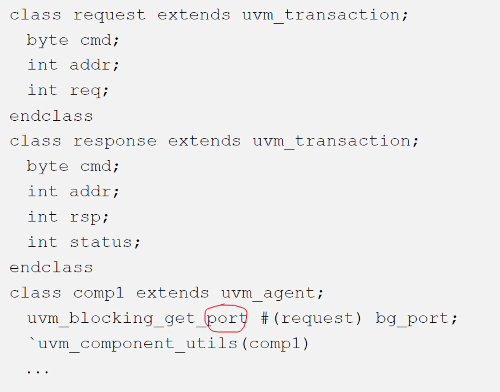 class request extends uvm_transaction;
byte cmd;
int addr;
int req;
endclass
class response extends uvm_transaction;
byte cmd;
int addr;
int rsp;
int status;
endclass
class comp1 extends uvm_agent;
uvm_blocking_get_port #(request) bg_port;
`uvm_component_utils(comp1)
...